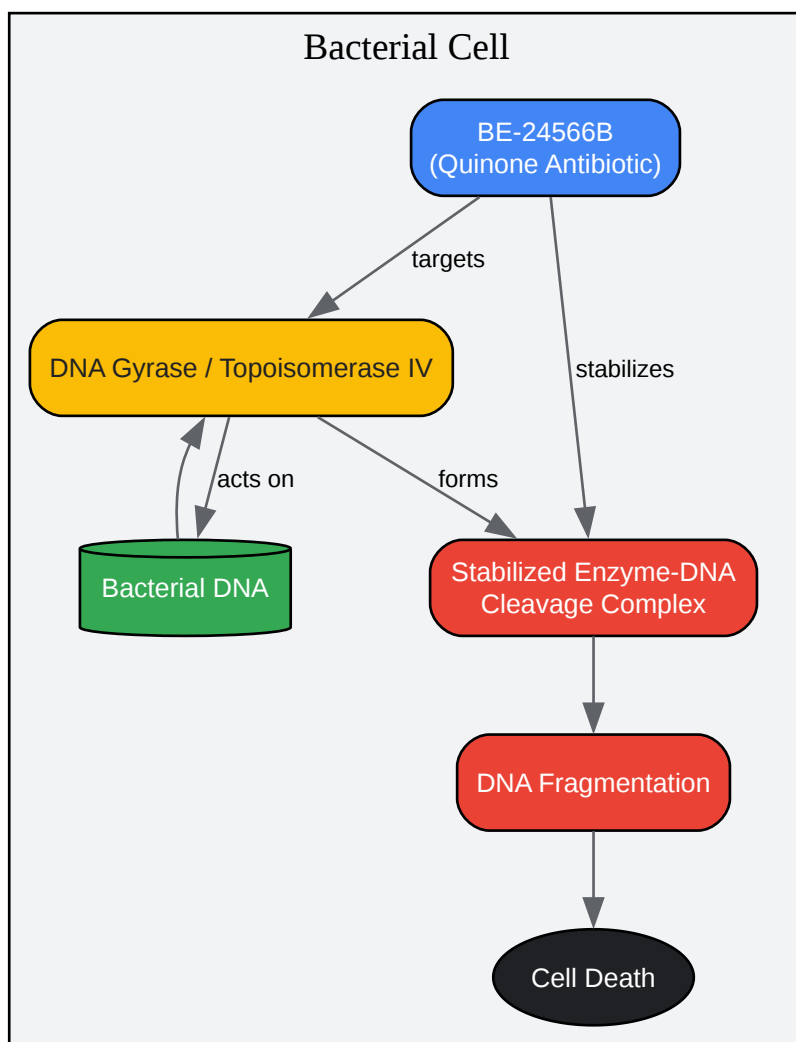 Bacterial Cell
BE-24566B
(Quinone Antibiotic)
targets
DNA Gyrase / Topoisomerase IV
stabilizes
acts on
forms
Bacterial DNA
Stabilized Enzyme-DNA
Cleavage Complex
DNA Fragmentation
Cell Death